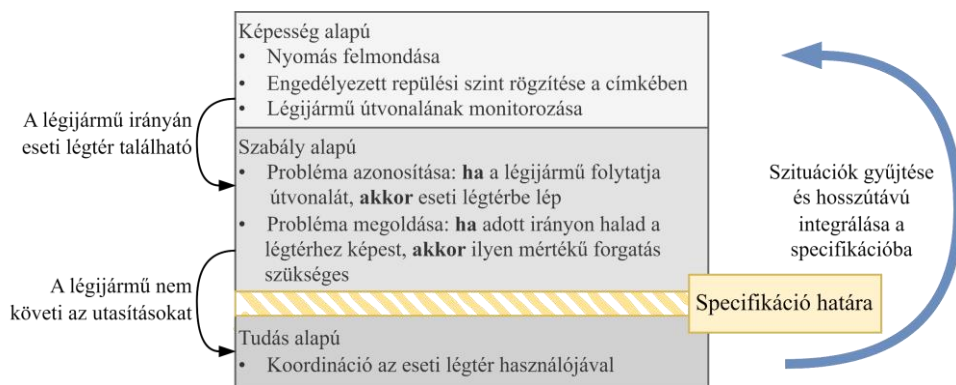 Képesség alapú
• Nyomás felmondása
• Engedélyezett repülési szint rögzítése a címkében
• Légijármű útvonalának monitorozása
A légijármű irányán
eseti légtér található
Szabály alapú
• Probléma azonosítása: ha a légijármű folytatja
útvonalát, akkor eseti légtérbe lép
• Probléma megoldása: ha adott irányon halad a
légtérhez képest, akkor ilyen mértékű forgatás
szükséges
A légijármű nem
követi az utasításokat
Specifikáció határa
Tudás alapú
• Koordináció az eseti légtér használójával
Szituációk gyűjtése
és hosszútávú
integrálása a
specifikációba